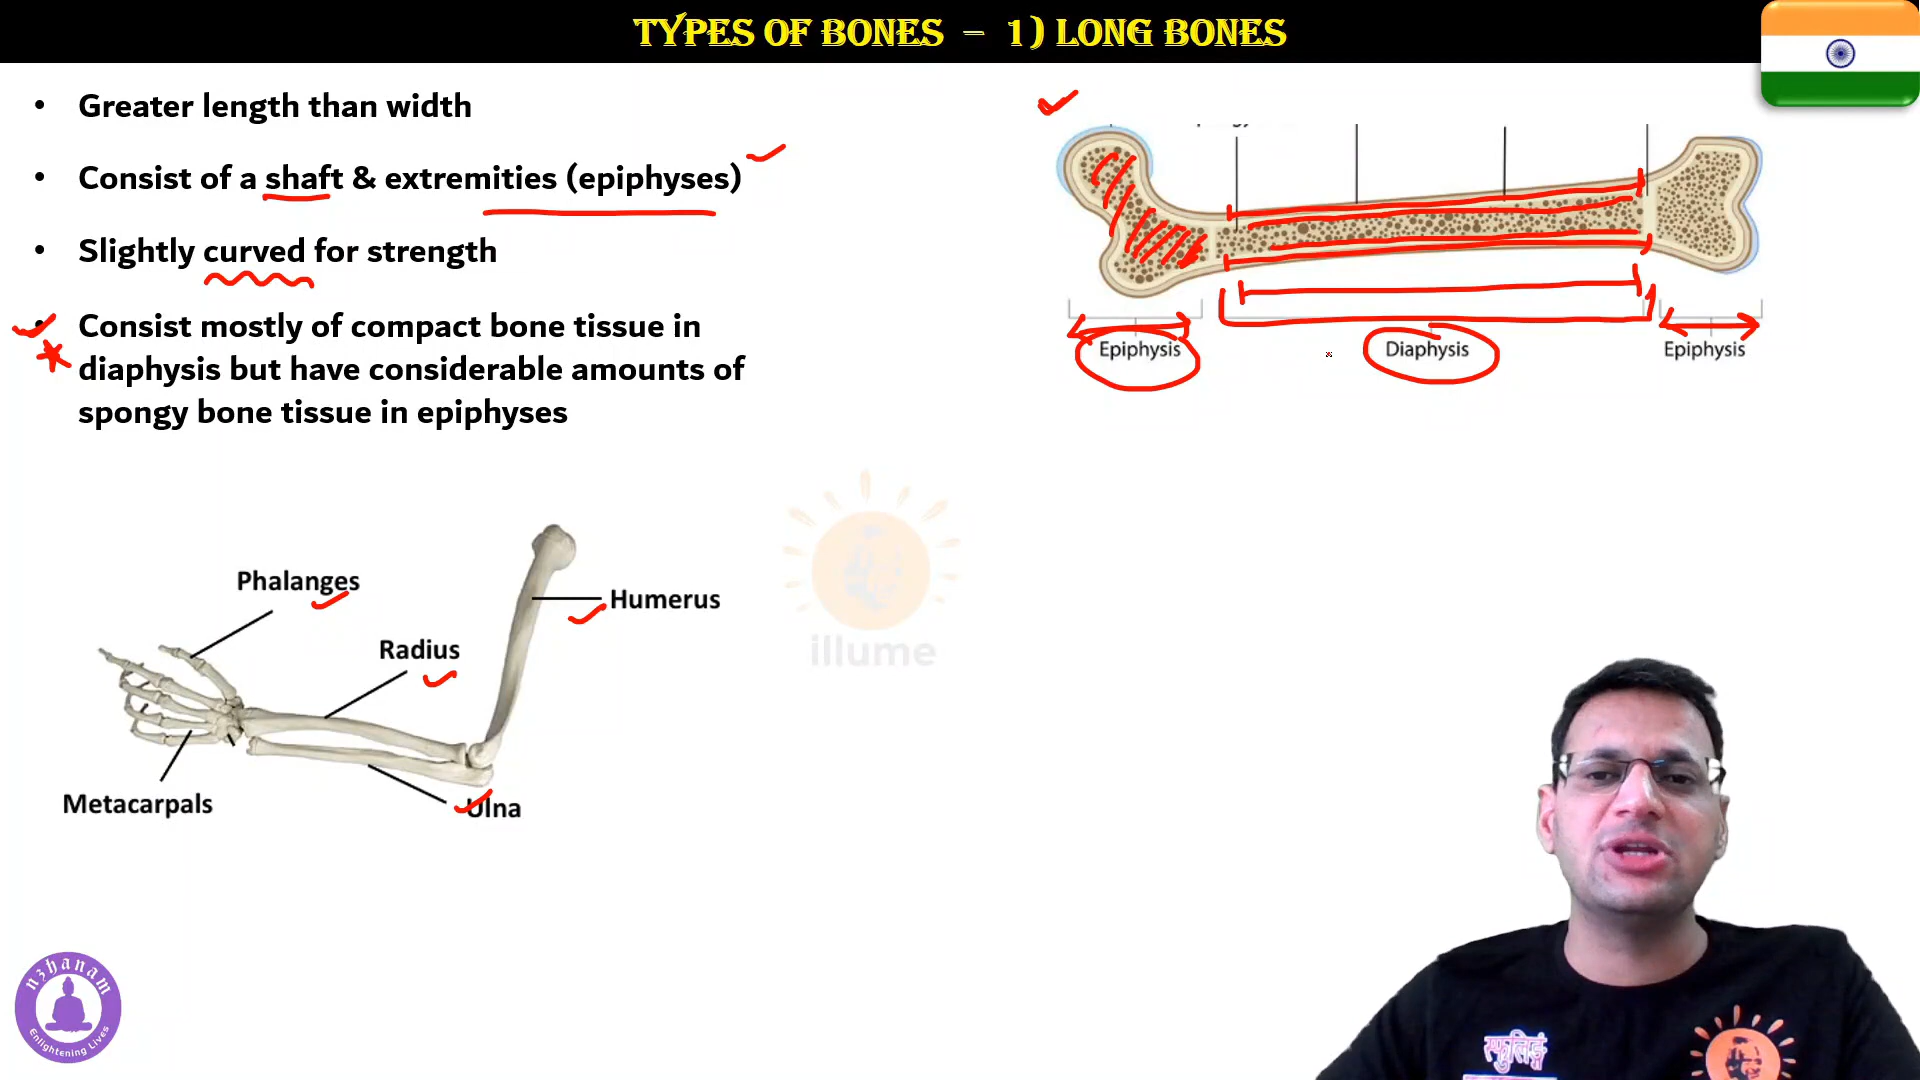 TYPES OF BONES – 1) LONG BONES
• Greater length than width
• Consist of a shaft & extremities (epiphyses)
• Slightly curved for strength
• Consist mostly of compact bone tissue in
diaphysis but have considerable amounts of
spongy bone tissue in epiphyses
Epiphysis
Diaphysis
Epiphysis
Phalanges
Humerus
Radius
Metacarpals
Ulna
illume
nzhanam
Enlightening Lives
स्फुलिङ्गं